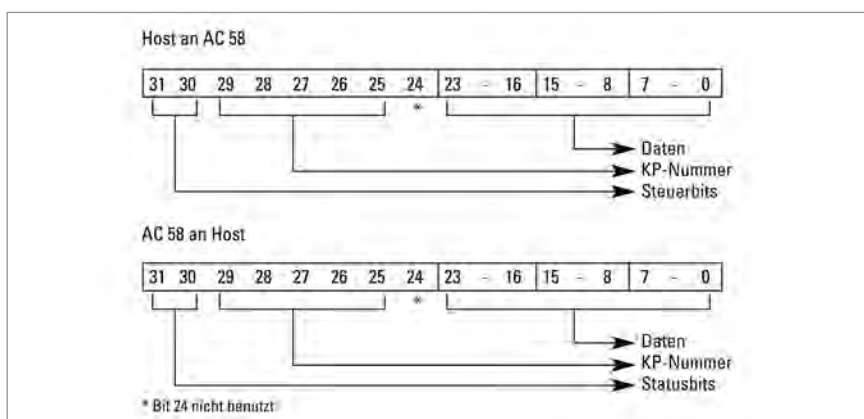 Host an AC 58
31 30 29 28 27 26 25 24 23 - 16 15 - 8 7 - 0
*
Daten
KP-Nummer
Steuerbits
AC 58 an Host
31 30 29 28 27 26 25 24 23 - 16 15 - 8 7 - 0
*
Daten
KP-Nummer
Statusbits
* Bit 24 nicht benutzt